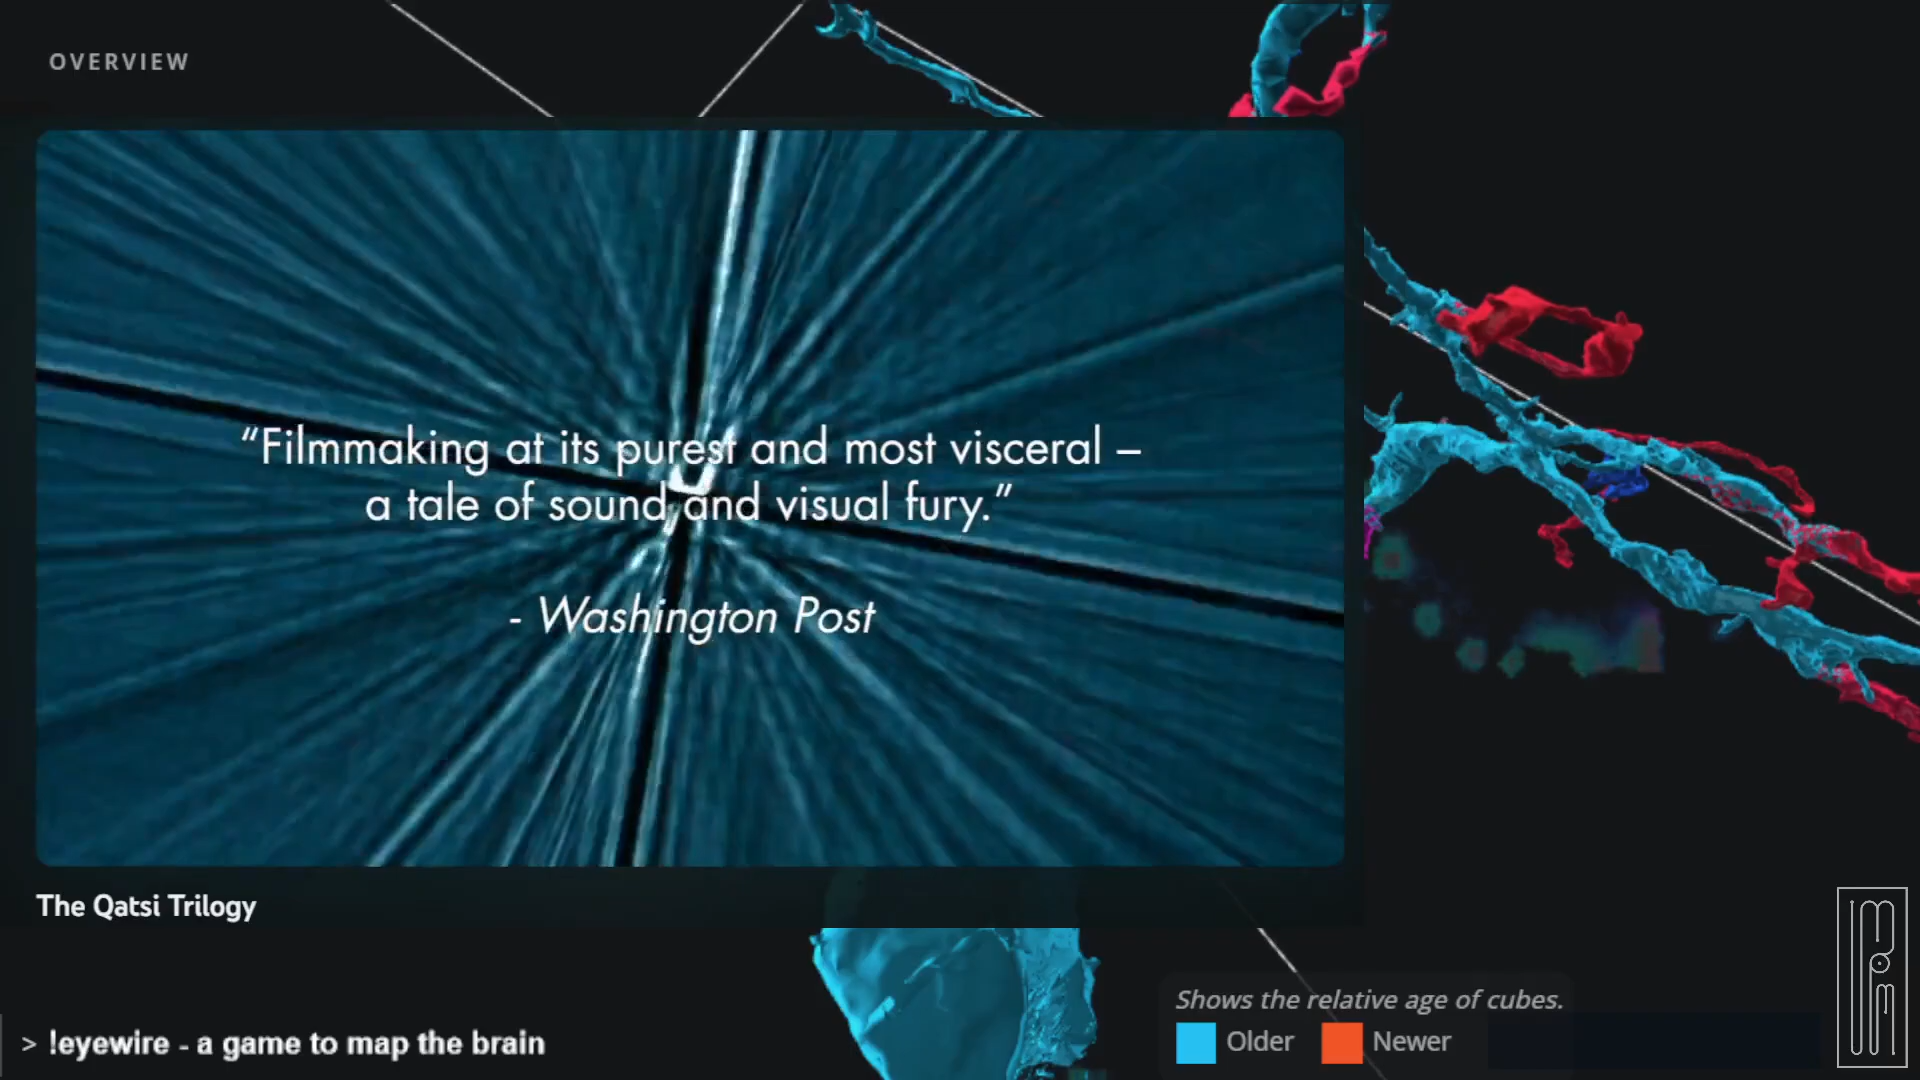 OVERVIEW
“Filmmaking at its purest and most visceral –
a tale of sound and visual fury.”
- Washington Post
The Qatsi Trilogy
> !eyewire - a game to map the brain
Shows the relative age of cubes.
Older Newer